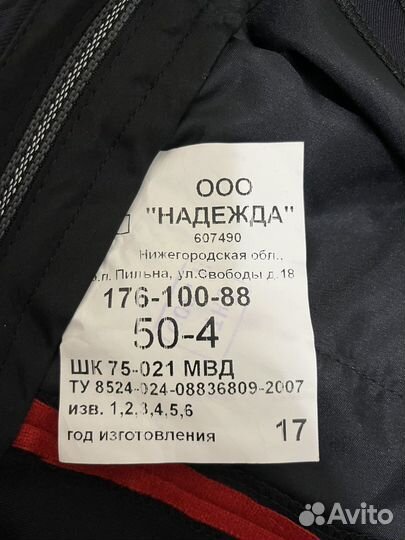 ООО
"НАДЕЖДА"
607490
Нижегородская обл.,
р.п. Пильна, ул.Свободы д.18
176-100-88
50-4
ШК 75-021 МВД
ТУ 8524-024-08836809-2007
изв. 1,2,3,4,5,6
год изготовления 17
Avito